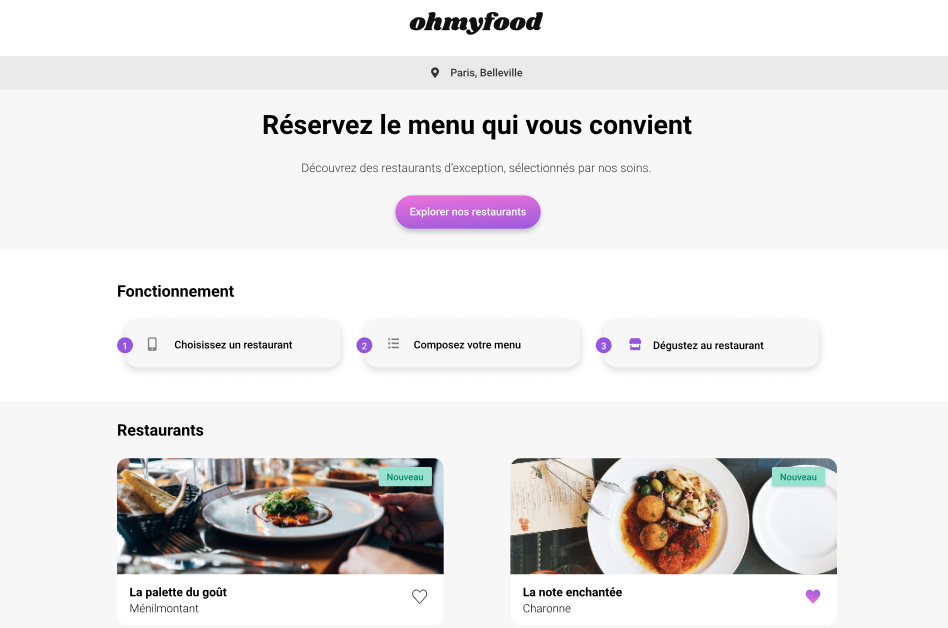 ohmyfood
Paris, Belleville
Réservez le menu qui vous convient
Découvrez des restaurants d'exception, sélectionnés par nos soins.
Explorer nos restaurants
Fonctionnement
1 Choisissez un restaurant
2 Composez votre menu
3 Dégustez au restaurant
Restaurants
Nouveau
La palette du goût
Ménilmontant
Nouveau
La note enchantée
Charonne